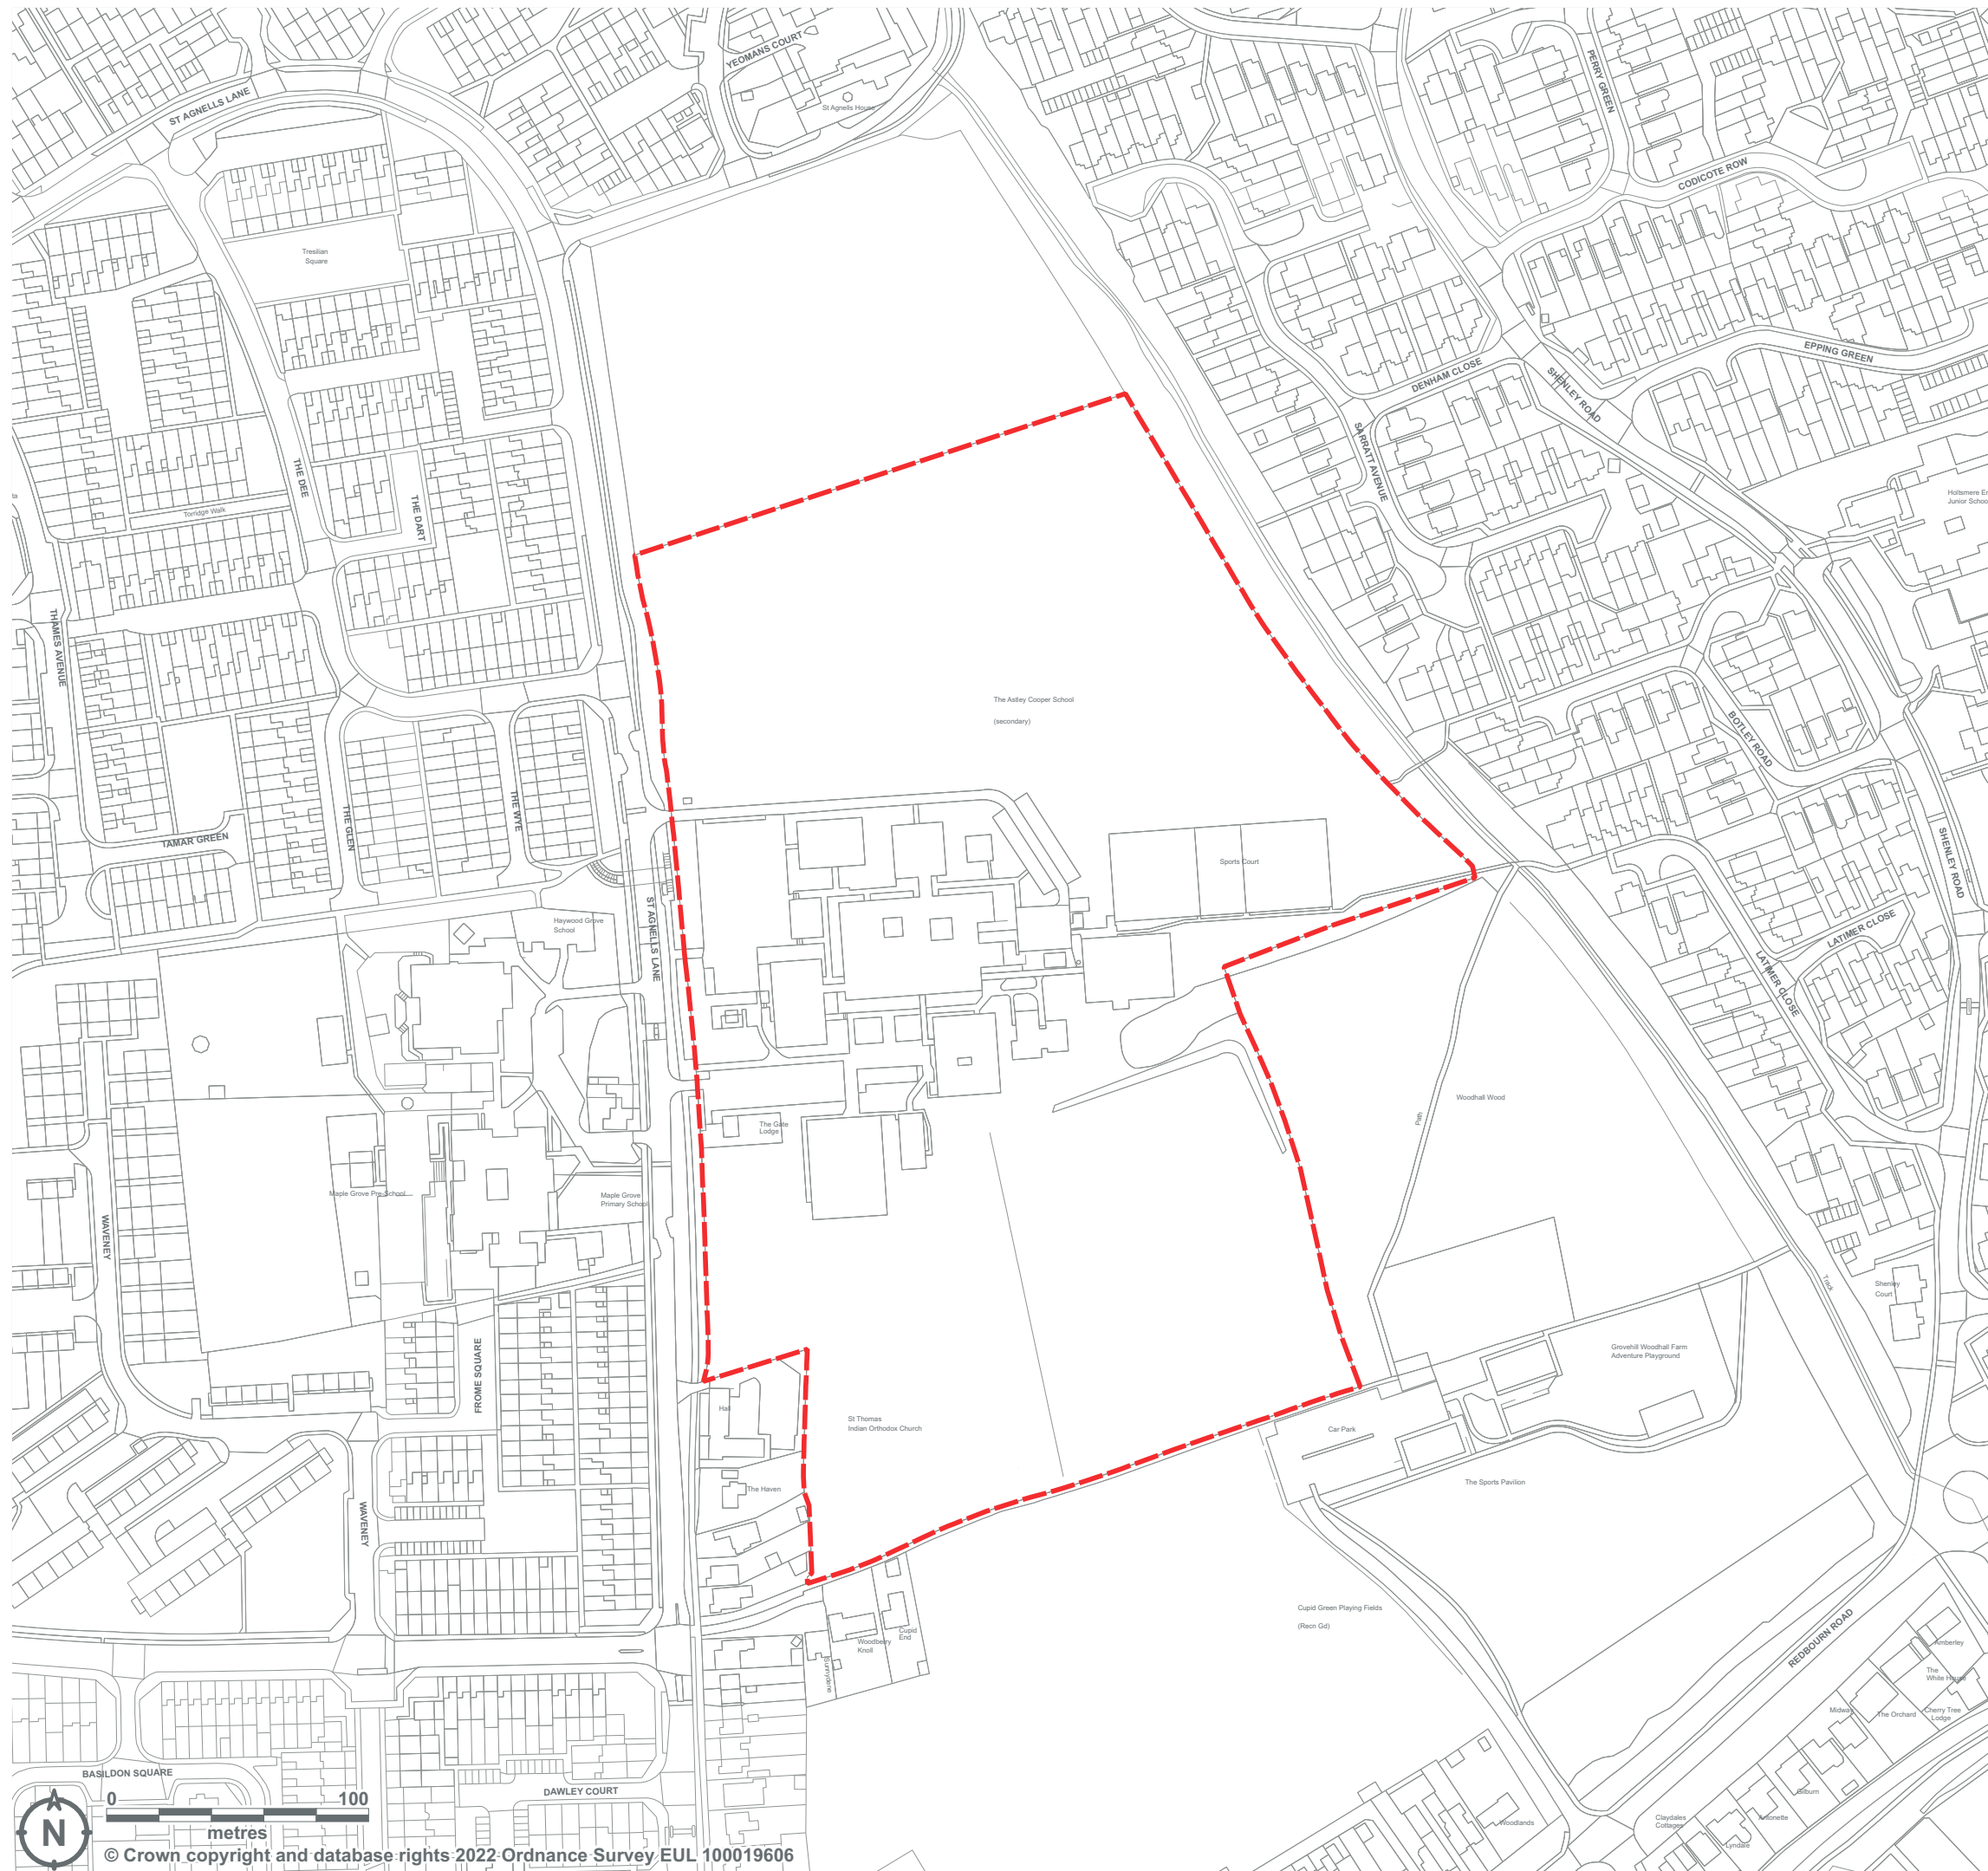 YEOMANS COURT
St Agnells House
ST AGNELLS LANE
PERRY GREEN
CODICOTE ROW
Tresilian
Square
EPPING GREEN
DENHAM CLOSE
SHENLEY ROAD
SARRATT AVENUE
THE DEE
THE DART
Torridge Walk
Junior Schoo
THAMES AVENUE
The Astley Cooper School
(secondary)
BOTLEY ROAD
THE GLEN
THE WYE
TAMAR GREEN
Sports Court
SHENLEY ROAD
Haywood Grove
School
ST AGNELLS LANE
LATIMER CLOSE
LATIMER CLOSE
Woodhall Wood
Path
The Gate
Lodge
Maple Grove Pre-School
Maple Grove
Primary School
WAVENEY
Track
Shenley
Court
FROME SQUARE
Grovehill Woodhall Farm
Adventure Playground
Hall
St Thomas
Indian Orthodox Church
Car Park
The Sports Pavilion
The Haven
WAVENEY
Cupid Green Playing Fields
(Recn Gd)
Woodberry
Knoll
Cupid
End
Sunnydene
REDBOURN ROAD
Amberley
The
White House
Midway
The Orchard
Cherry Tree
Lodge
BASILDON SQUARE
DAWLEY COURT
Gilburn
Antonette
Claydales
Cottages
Lyndale
Woodlands
0 100
metres
N
© Crown copyright and database rights 2022 Ordnance Survey EUL 100019606